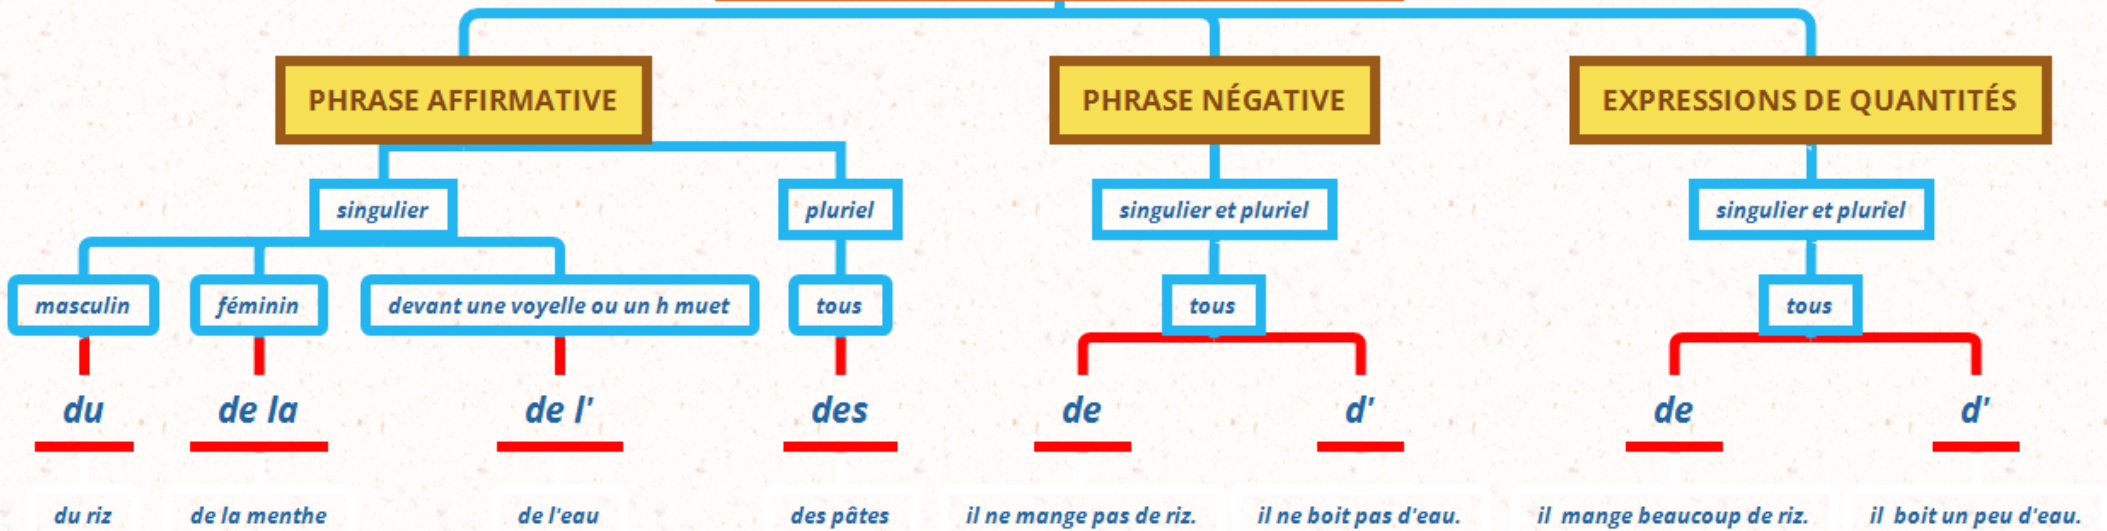 PHRASE AFFIRMATIVE
PHRASE NÉGATIVE
EXPRESSIONS DE QUANTITÉS
singulier
pluriel
singulier et pluriel
singulier et pluriel
masculin
féminin
devant une voyelle ou un h muet
tous
tous
tous
du
de la
de l'
des
de
d'
de
d'
du riz
de la menthe
de l'eau
des pâtes
il ne mange pas de riz.
il ne boit pas d'eau.
il mange beaucoup de riz.
il boit un peu d'eau.